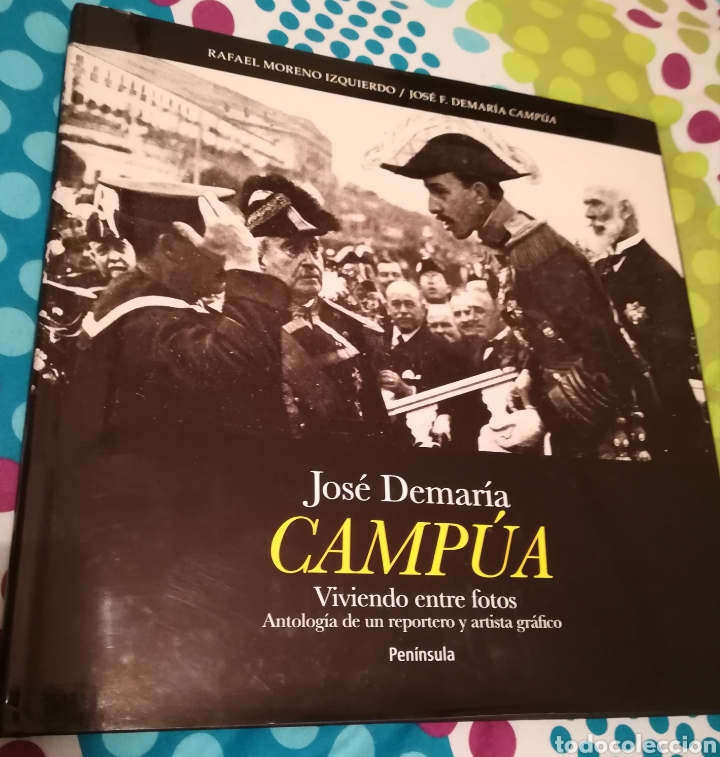 RAFAEL MORENO IZQUIERDO / JOSÉ F. DEMARÍA CAMPÚA
José Demaría
CAMPÚA
Viviendo entre fotos
Antología de un reportero y artista gráfico
Península
todocoleccion